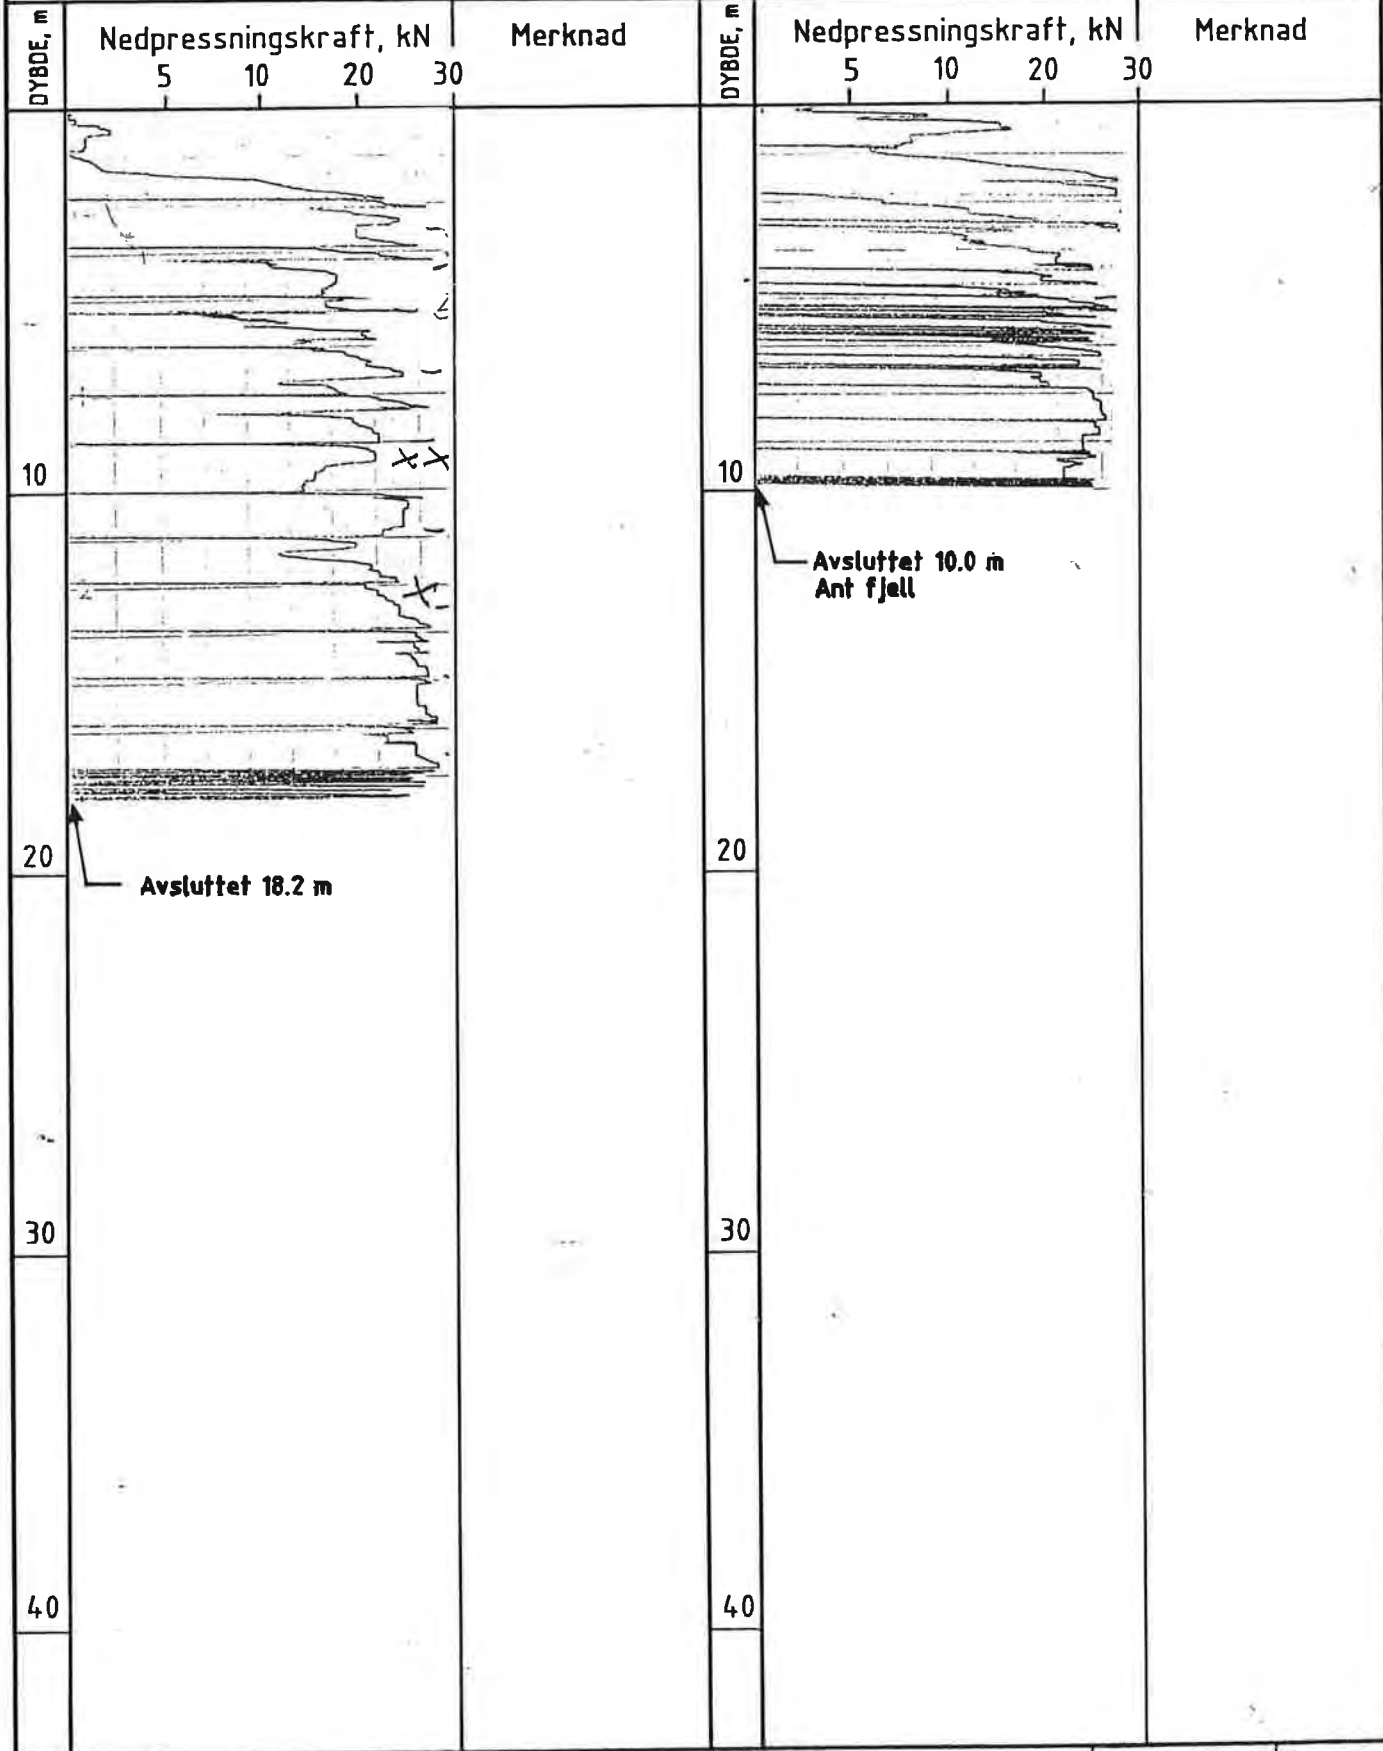 DYBDE, m
Nedpressningskraft, kN
Merknad
5 10 20 30
10
Avsluttet 18.2 m
20
30
40
DYBDE, m
Nedpressningskraft, kN
Merknad
5 10 20 30
10
Avsluttet 10.0 m
Ant fjell
20
30
40